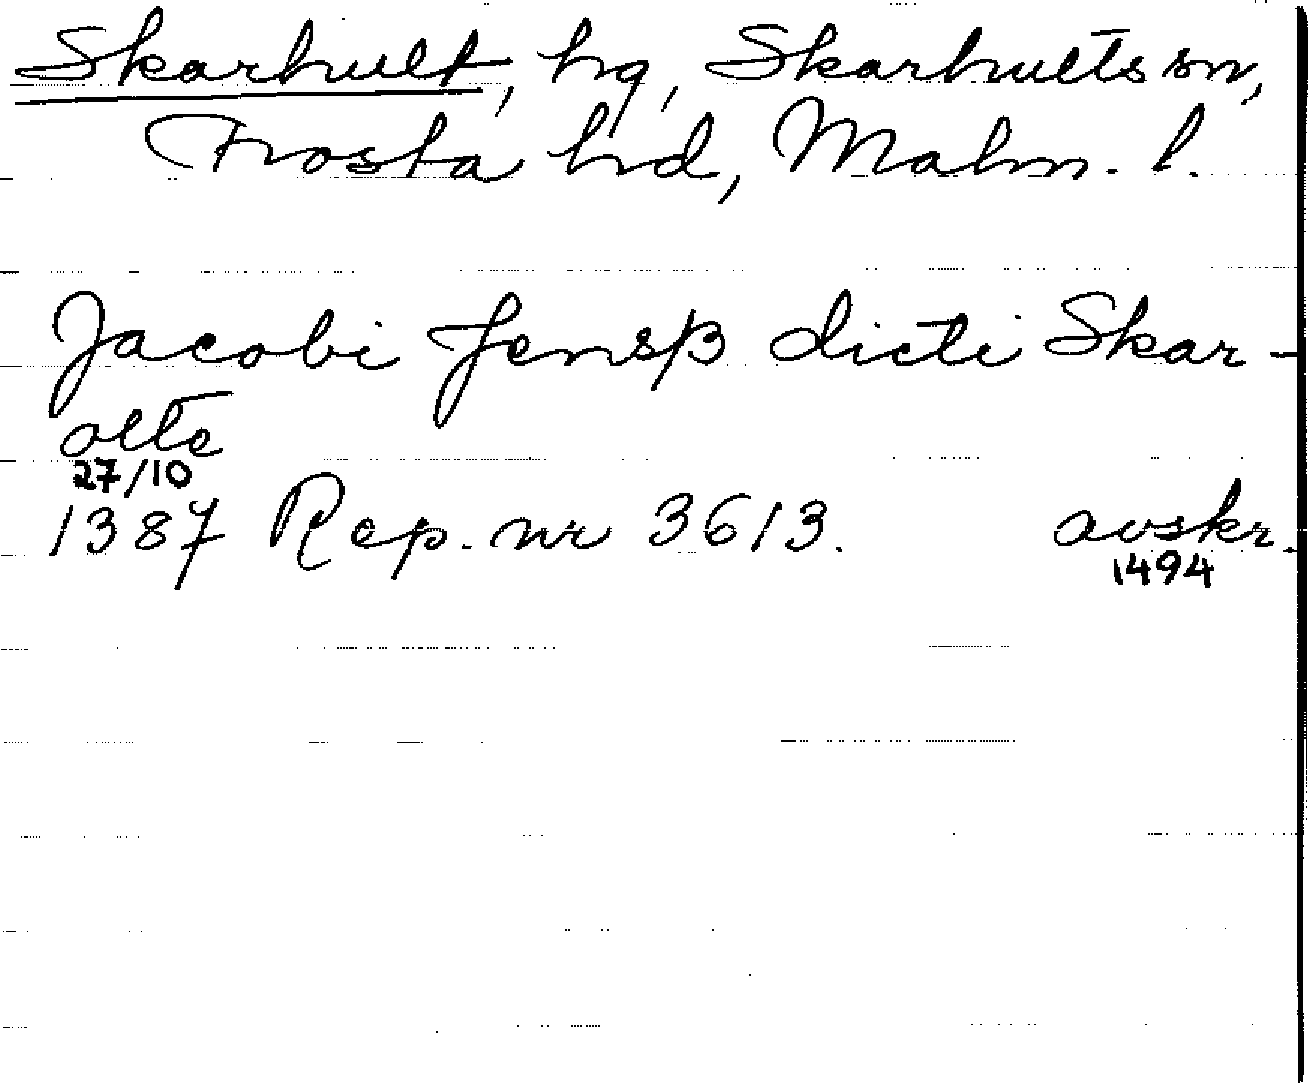 Skarhult, hg, Skarhults sn,
Frosta hd, Malm. l.
Jacobi Jensß dicti Skar-
olte
27/10
1387 Rep. nr 3613. avskr.
1494